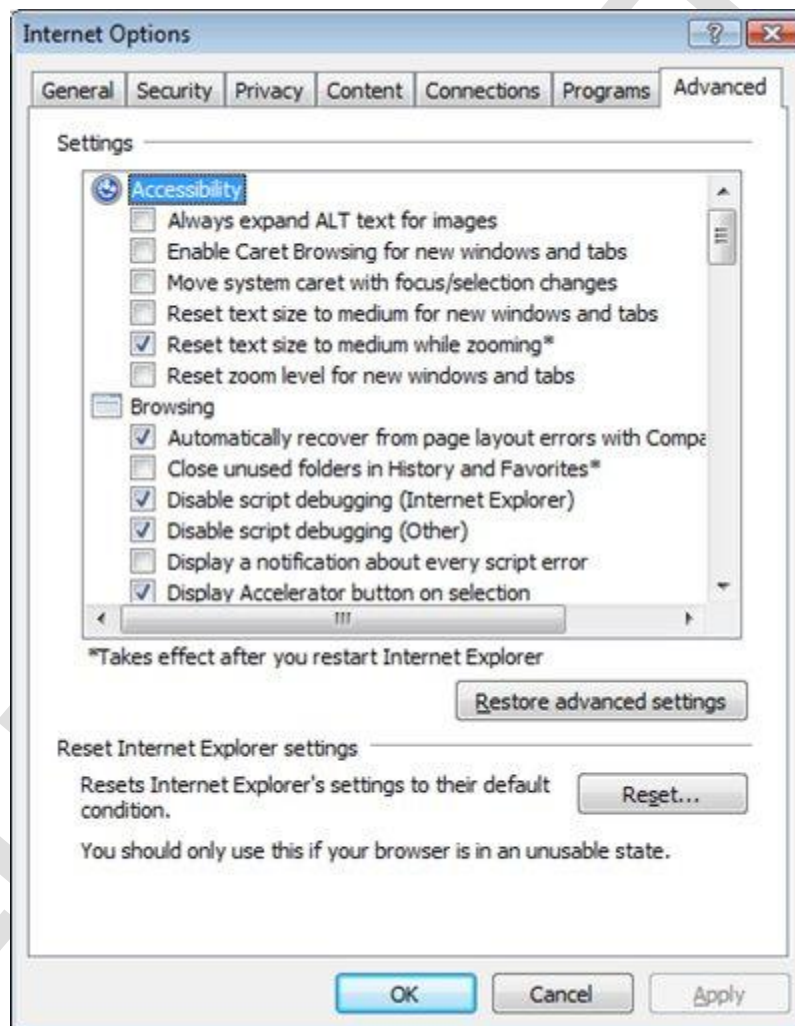 Internet Options
General Security Privacy Content Connections Programs Advanced
Settings
Accessibility
Always expand ALT text for images
Enable Caret Browsing for new windows and tabs
Move system caret with focus/selection changes
Reset text size to medium for new windows and tabs
Reset text size to medium while zooming*
Reset zoom level for new windows and tabs
Browsing
Automatically recover from page layout errors with Compa
Close unused folders in History and Favorites*
Disable script debugging (Internet Explorer)
Disable script debugging (Other)
Display a notification about every script error
Display Accelerator button on selection
*Takes effect after you restart Internet Explorer
Restore advanced settings
Reset Internet Explorer settings
Resets Internet Explorer's settings to their default
condition.
Reset...
You should only use this if your browser is in an unusable state.
OK Cancel Apply